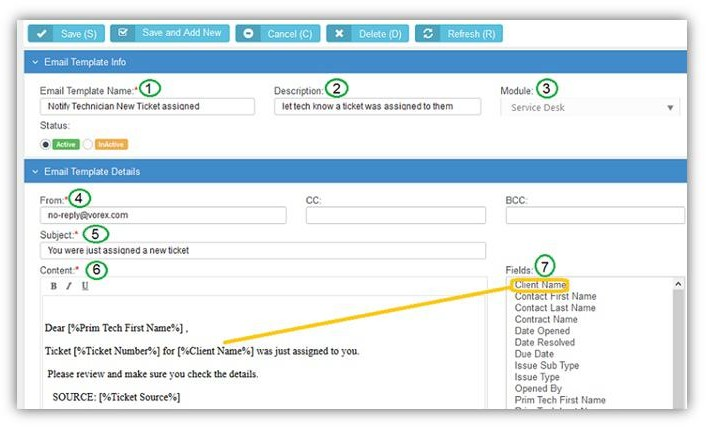 Save (S) Save and Add New Cancel (C) Delete (D) Refresh (R)
Email Template Info
Email Template Name:* 1 Description: 2 Module: 3
Notify Technician New Ticket assigned let tech know a ticket was assigned to them Service Desk
Status:
Active InActive
Email Template Details
From:* 4 CC: BCC:
no-reply@vorex.com
Subject:* 5
You were just assigned a new ticket
Content:* 6 Fields: 7
B I U
Client Name
Contact First Name
Contact Last Name
Contract Name
Date Opened
Date Resolved
Due Date
Issue Sub Type
Issue Type
Opened By
Prim Tech First Name
Dear [%Prim Tech First Name%] ,
Ticket [%Ticket Number%] for [%Client Name%] was just assigned to you.
Please review and make sure you check the details.
SOURCE: [%Ticket Source%]